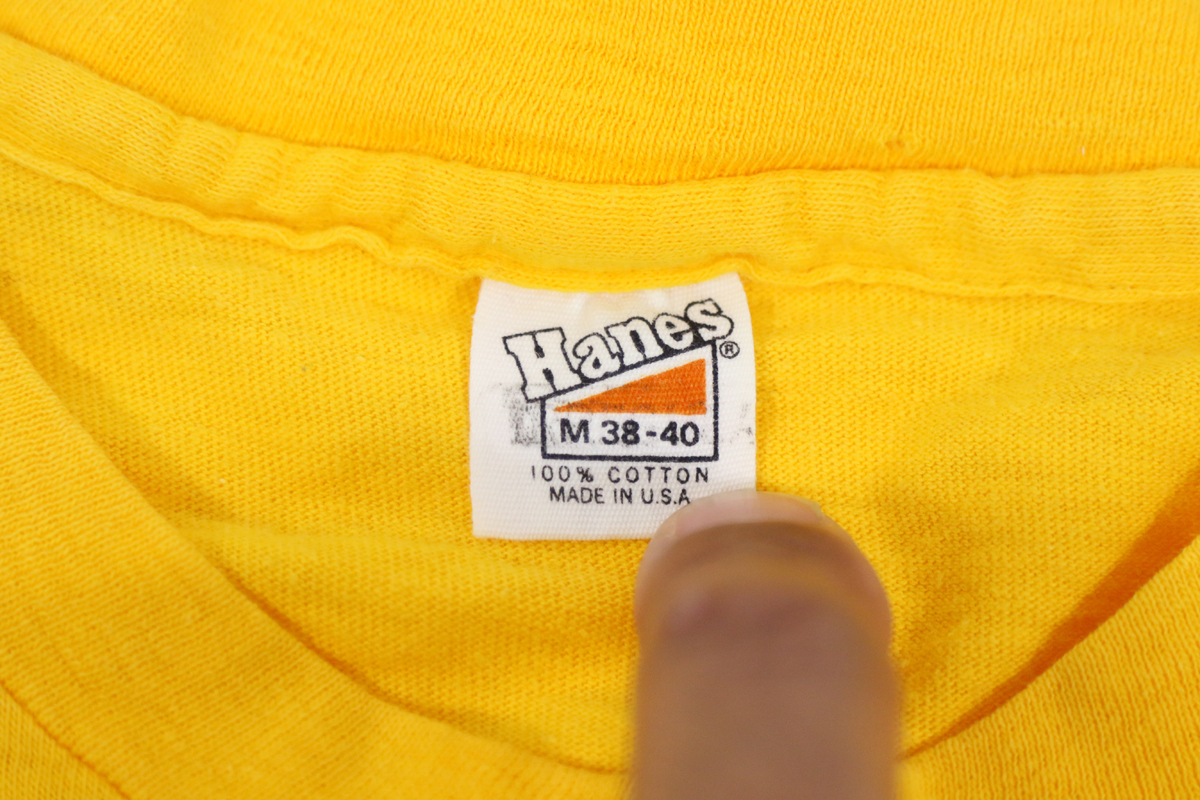 Hanes®
M 38-40
100% COTTON
MADE IN U.S.A